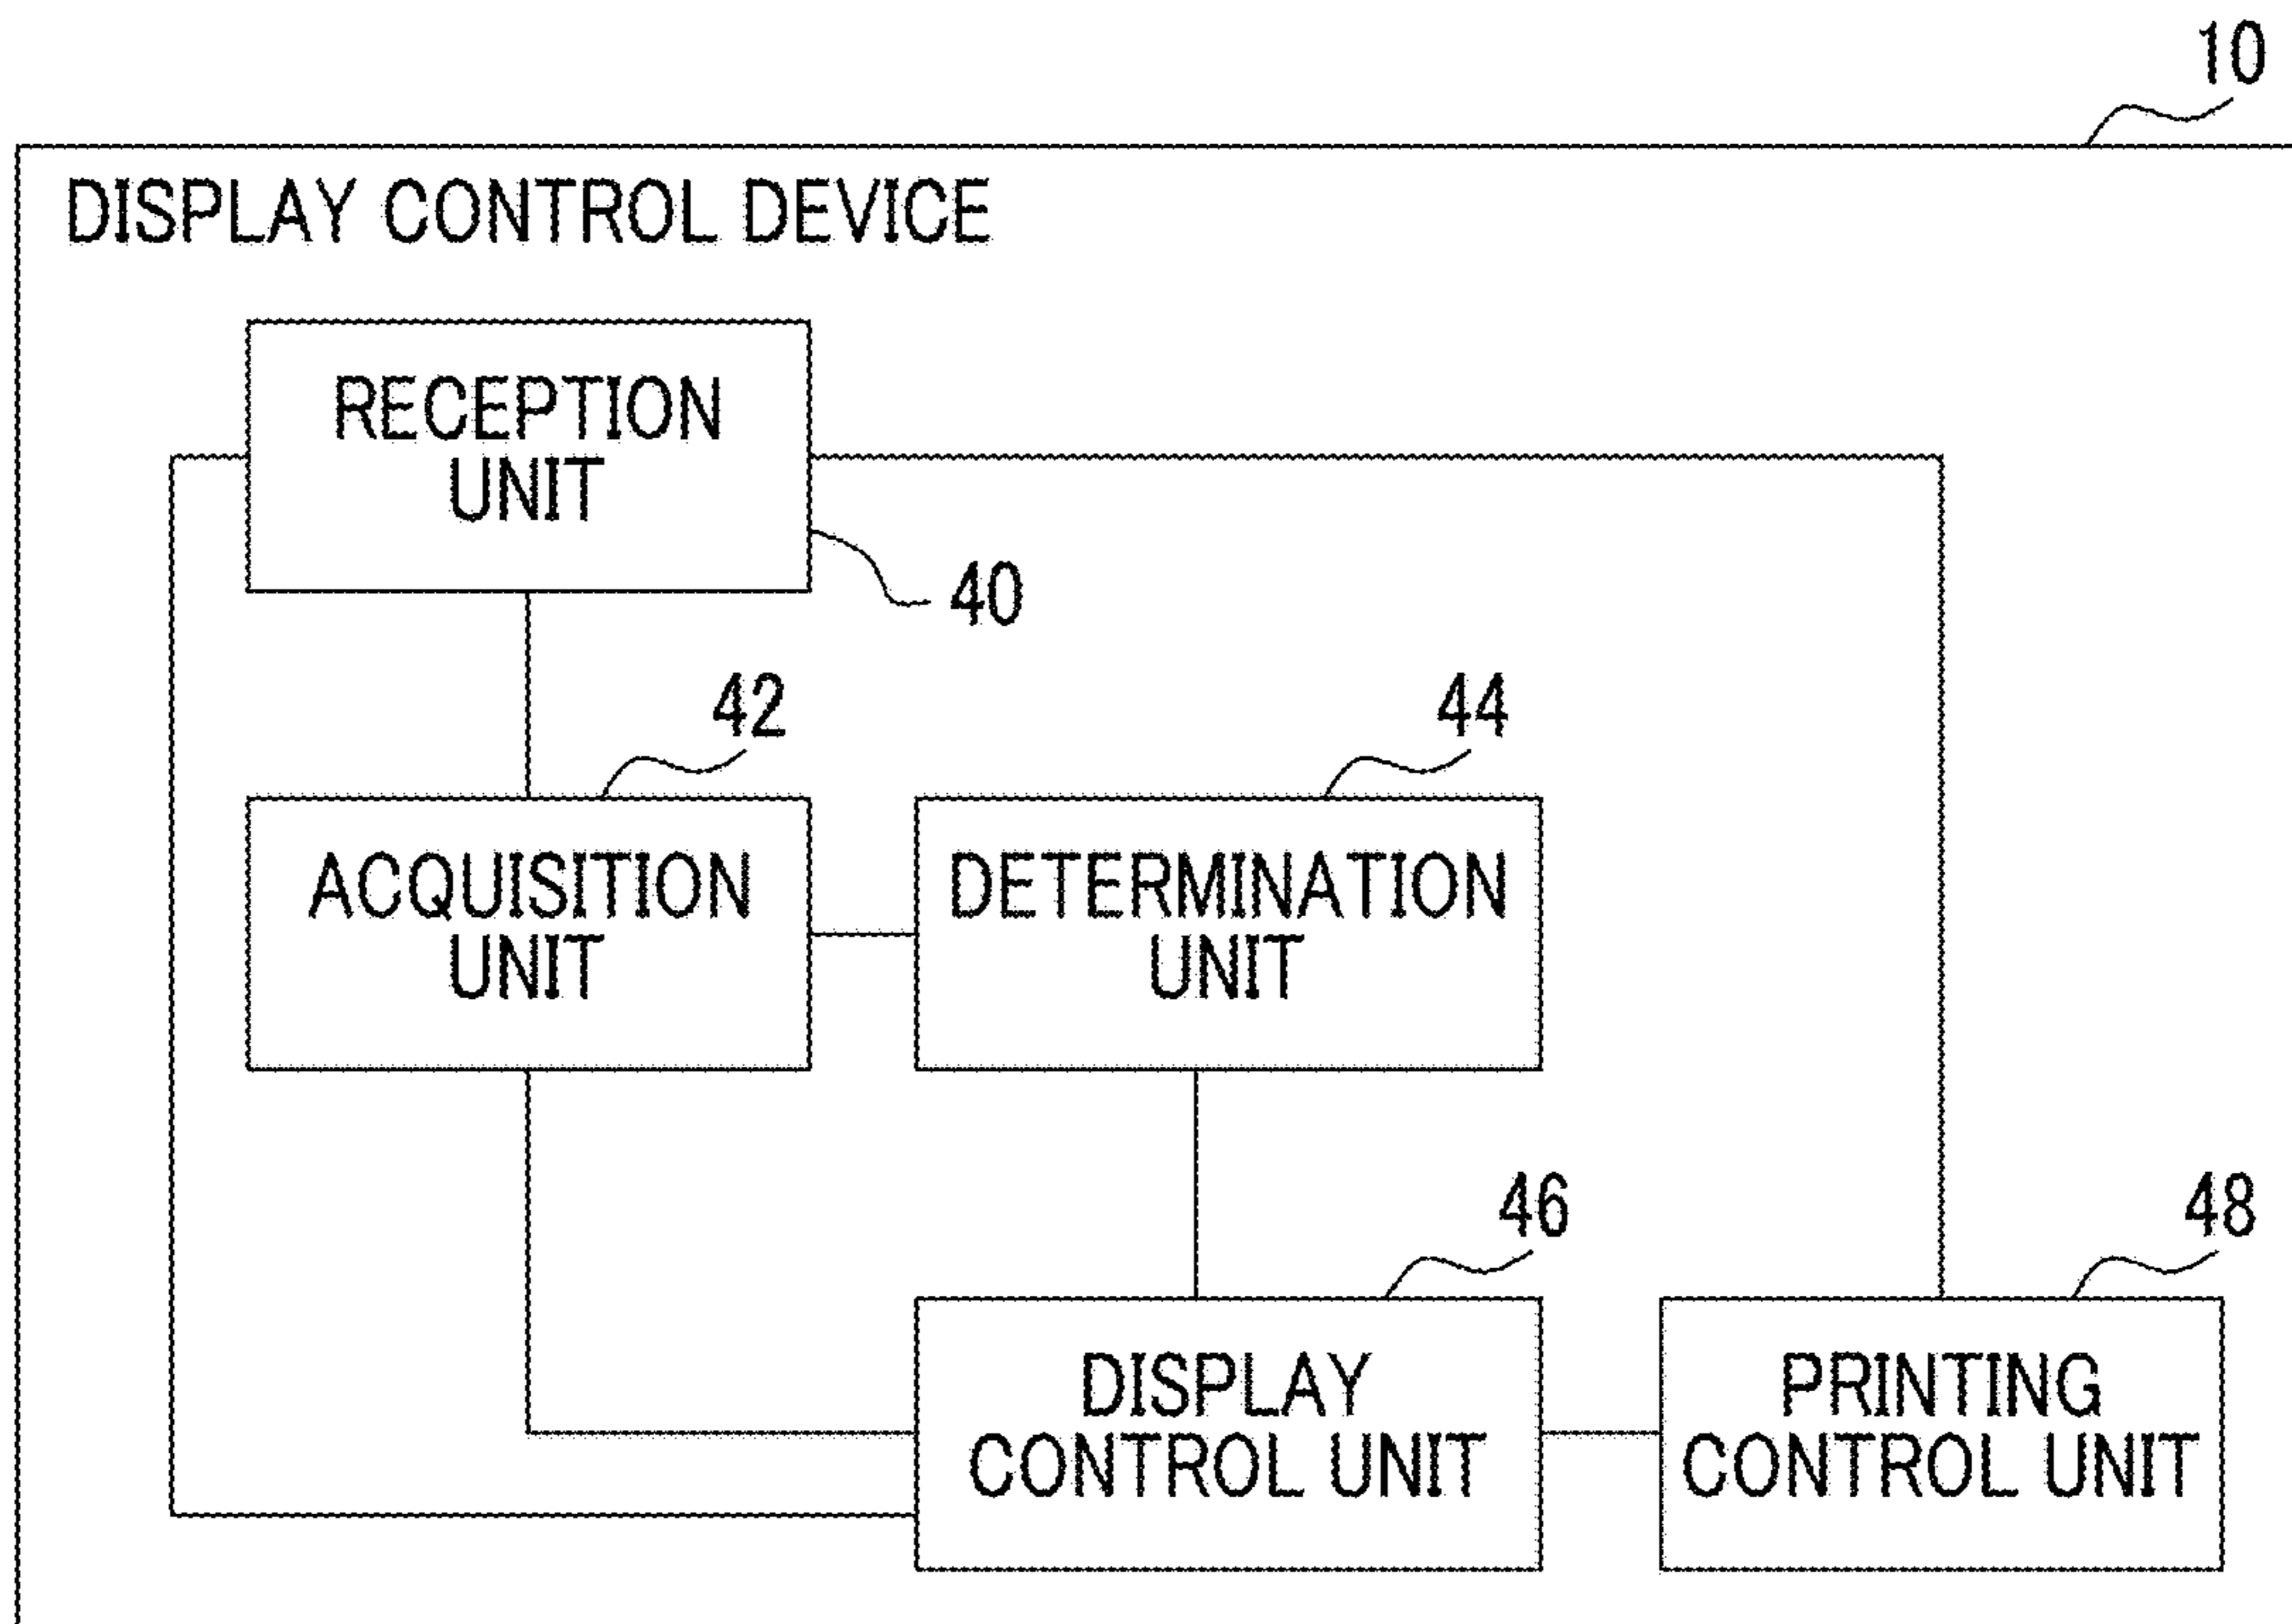 10
DISPLAY CONTROL DEVICE
RECEPTION
UNIT
40
42
44
ACQUISITION
UNIT
DETERMINATION
UNIT
46
48
DISPLAY
CONTROL UNIT
PRINTING
CONTROL UNIT